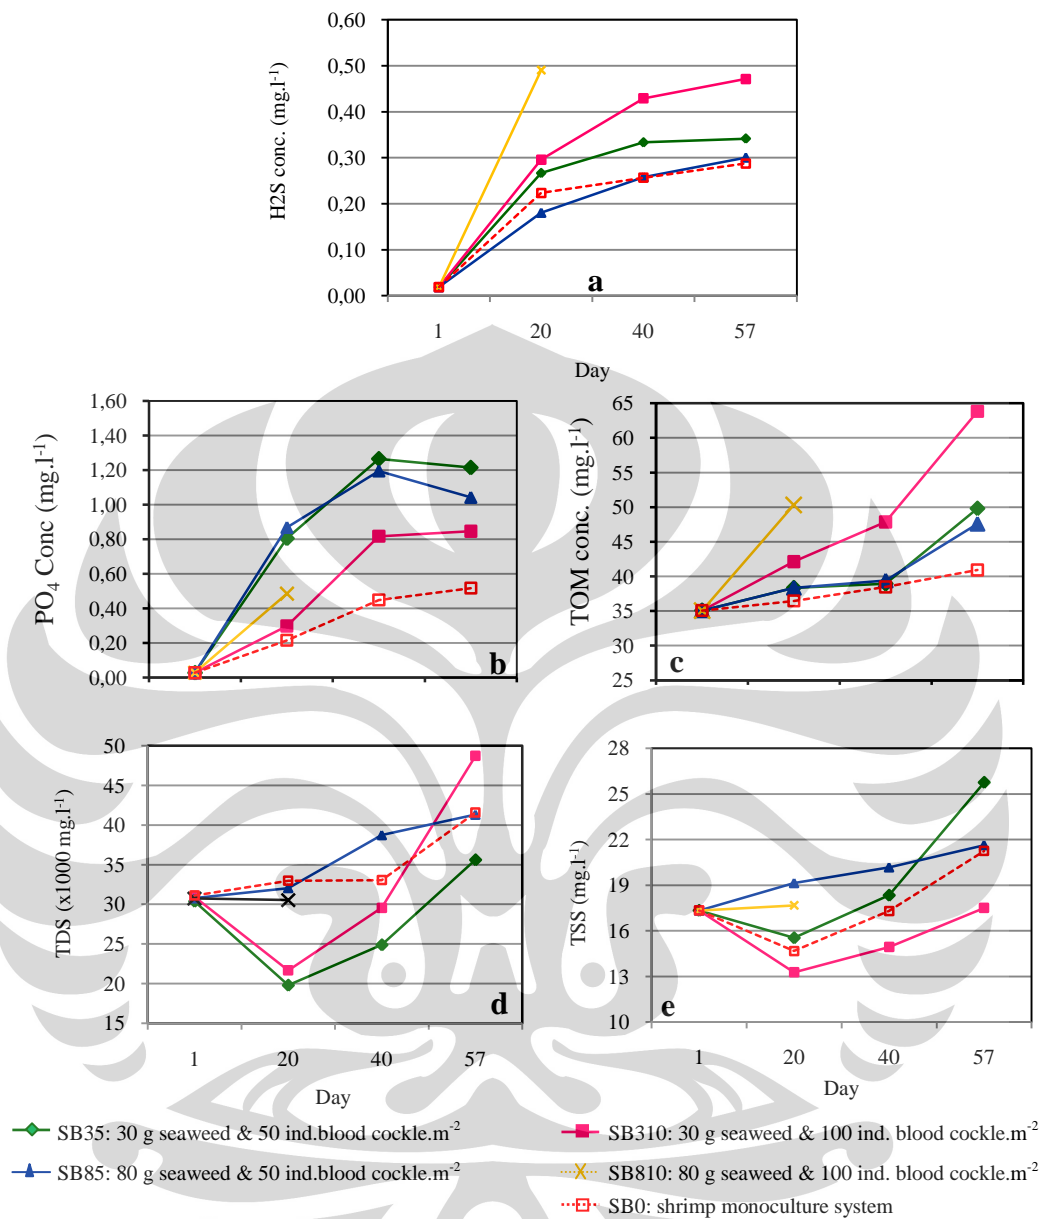 0,60
0,50
0,40
0,30
0,20
0,10
0,00
H2S conc. (mg.l-1)
a
1 20 40 57
Day
1,60
1,40
1,20
1,00
0,80
0,60
0,40
0,20
0,00
PO4 Conc (mg.l-1)
b
65
60
55
50
45
40
35
30
25
TOM conc. (mg.l-1)
c
50
45
40
35
30
25
20
15
TDS (x1000 mg.l-1)
d
1 20 40 57
Day
28
25
22
19
16
13
10
TSS (mg.l-1)
e
1 20 40 57
Day
SB35: 30 g seaweed & 50 ind.blood cockle.m-2
SB310: 30 g seaweed & 100 ind. blood cockle.m-2
SB85: 80 g seaweed & 50 ind.blood cockle.m-2
SB810: 80 g seaweed & 100 ind. blood cockle.m-2
SB0: shrimp monoculture system